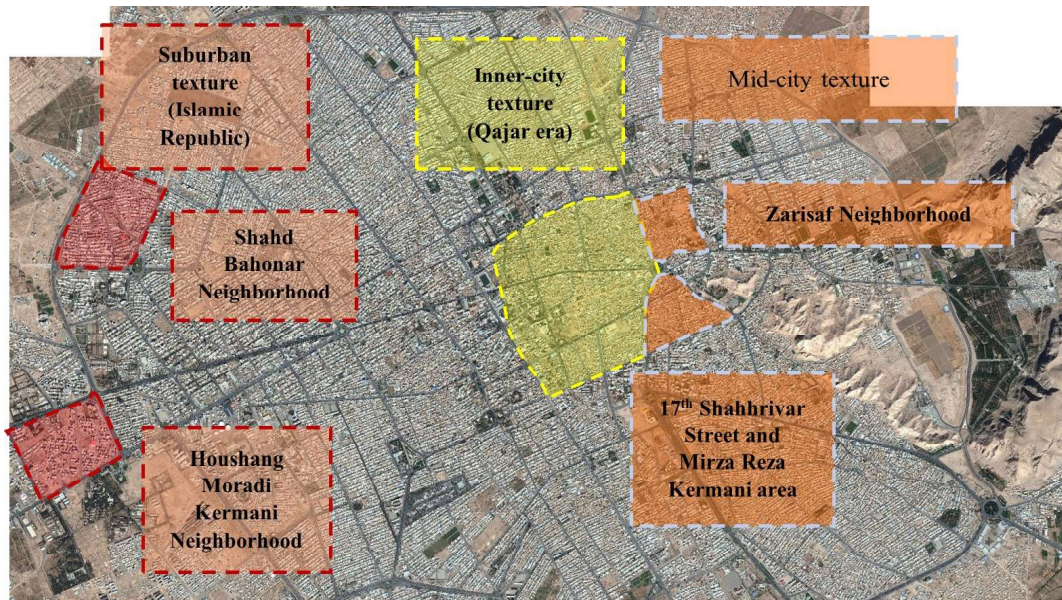 Suburban
texture
(Islamic
Republic)
Inner-city
texture
(Qajar era)
Mid-city texture
Shahd
Bahonar
Neighborhood
Zarisaf Neighborhood
Houshang
Moradi
Kermani
Neighborhood
17th Shahhrivar
Street and
Mirza Reza
Kermani area